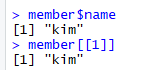 > member$name
[1] "kim"
> member[[1]]
[1] "kim"